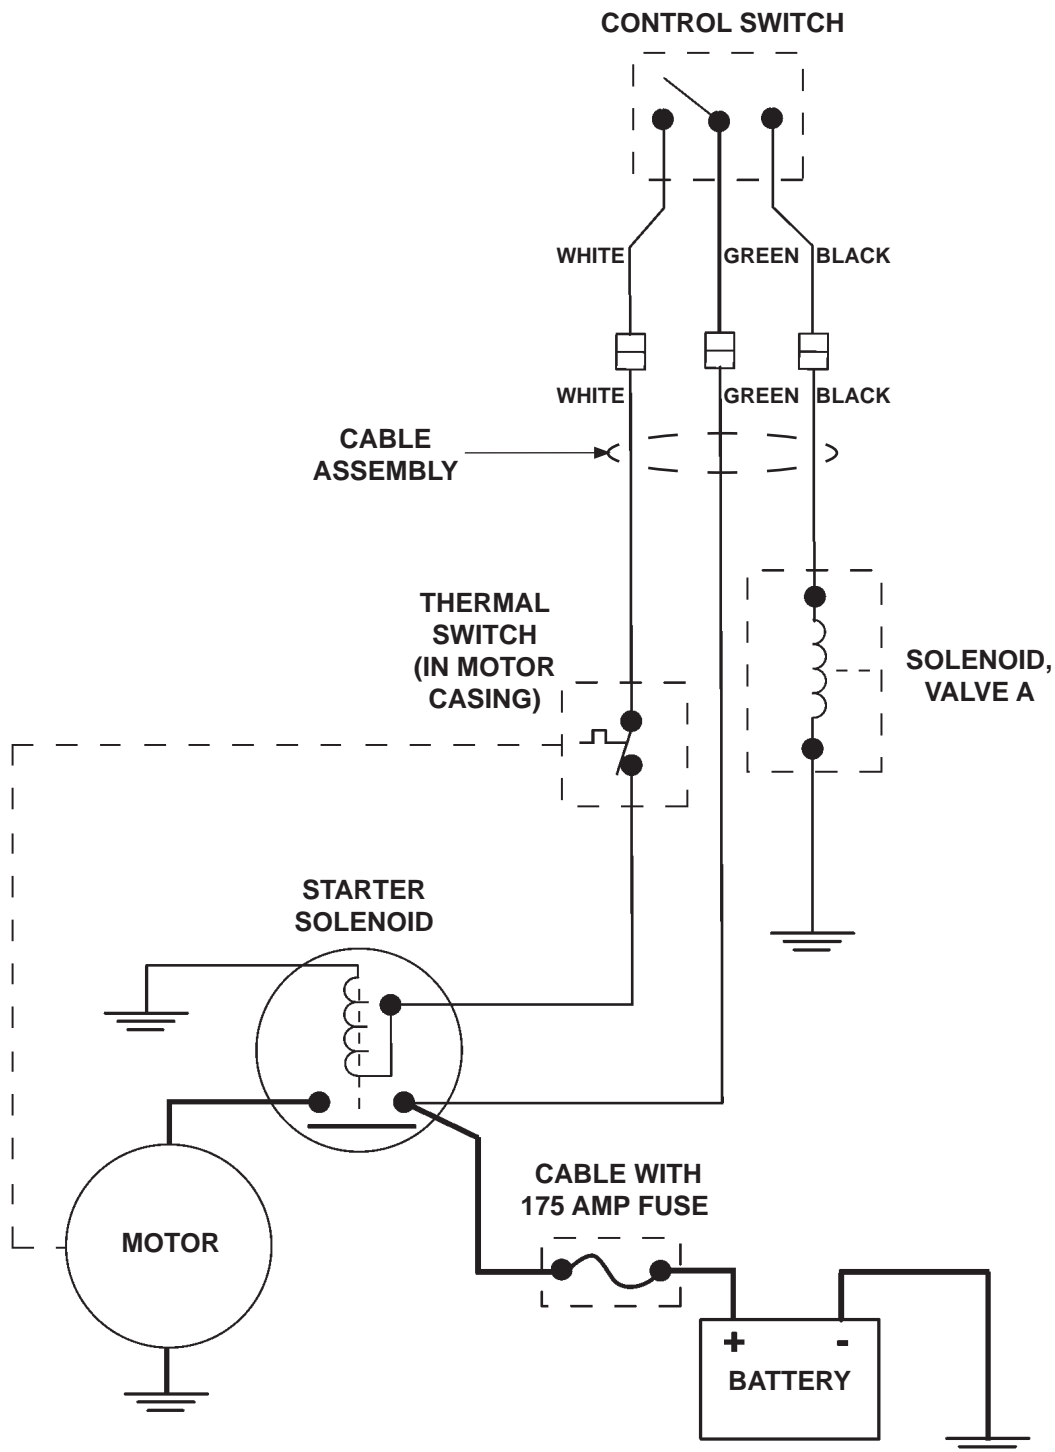 CONTROL SWITCH
WHITE
GREEN
BLACK
WHITE
GREEN
BLACK
CABLE
ASSEMBLY
THERMAL
SWITCH
(IN MOTOR
CASING)
SOLENOID,
VALVE A
STARTER
SOLENOID
CABLE WITH
175 AMP FUSE
MOTOR
+ -
BATTERY